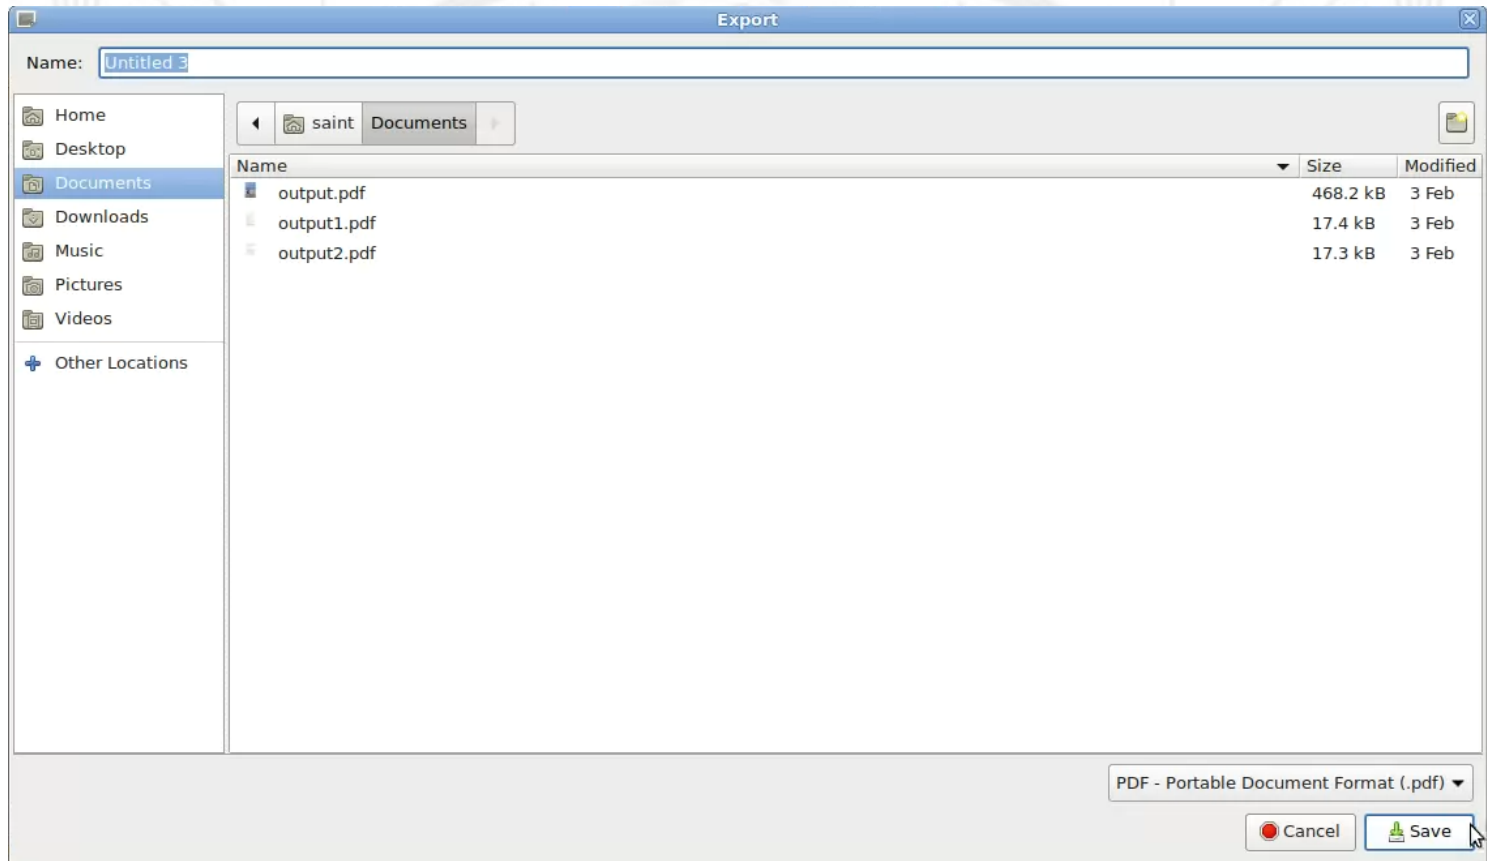 Export
Name: Untitled 3
Home
Desktop
Documents
Downloads
Music
Pictures
Videos
Other Locations
saint Documents
Name Size Modified
output.pdf 468.2 kB 3 Feb
output1.pdf 17.4 kB 3 Feb
output2.pdf 17.3 kB 3 Feb
PDF - Portable Document Format (.pdf)
Cancel Save